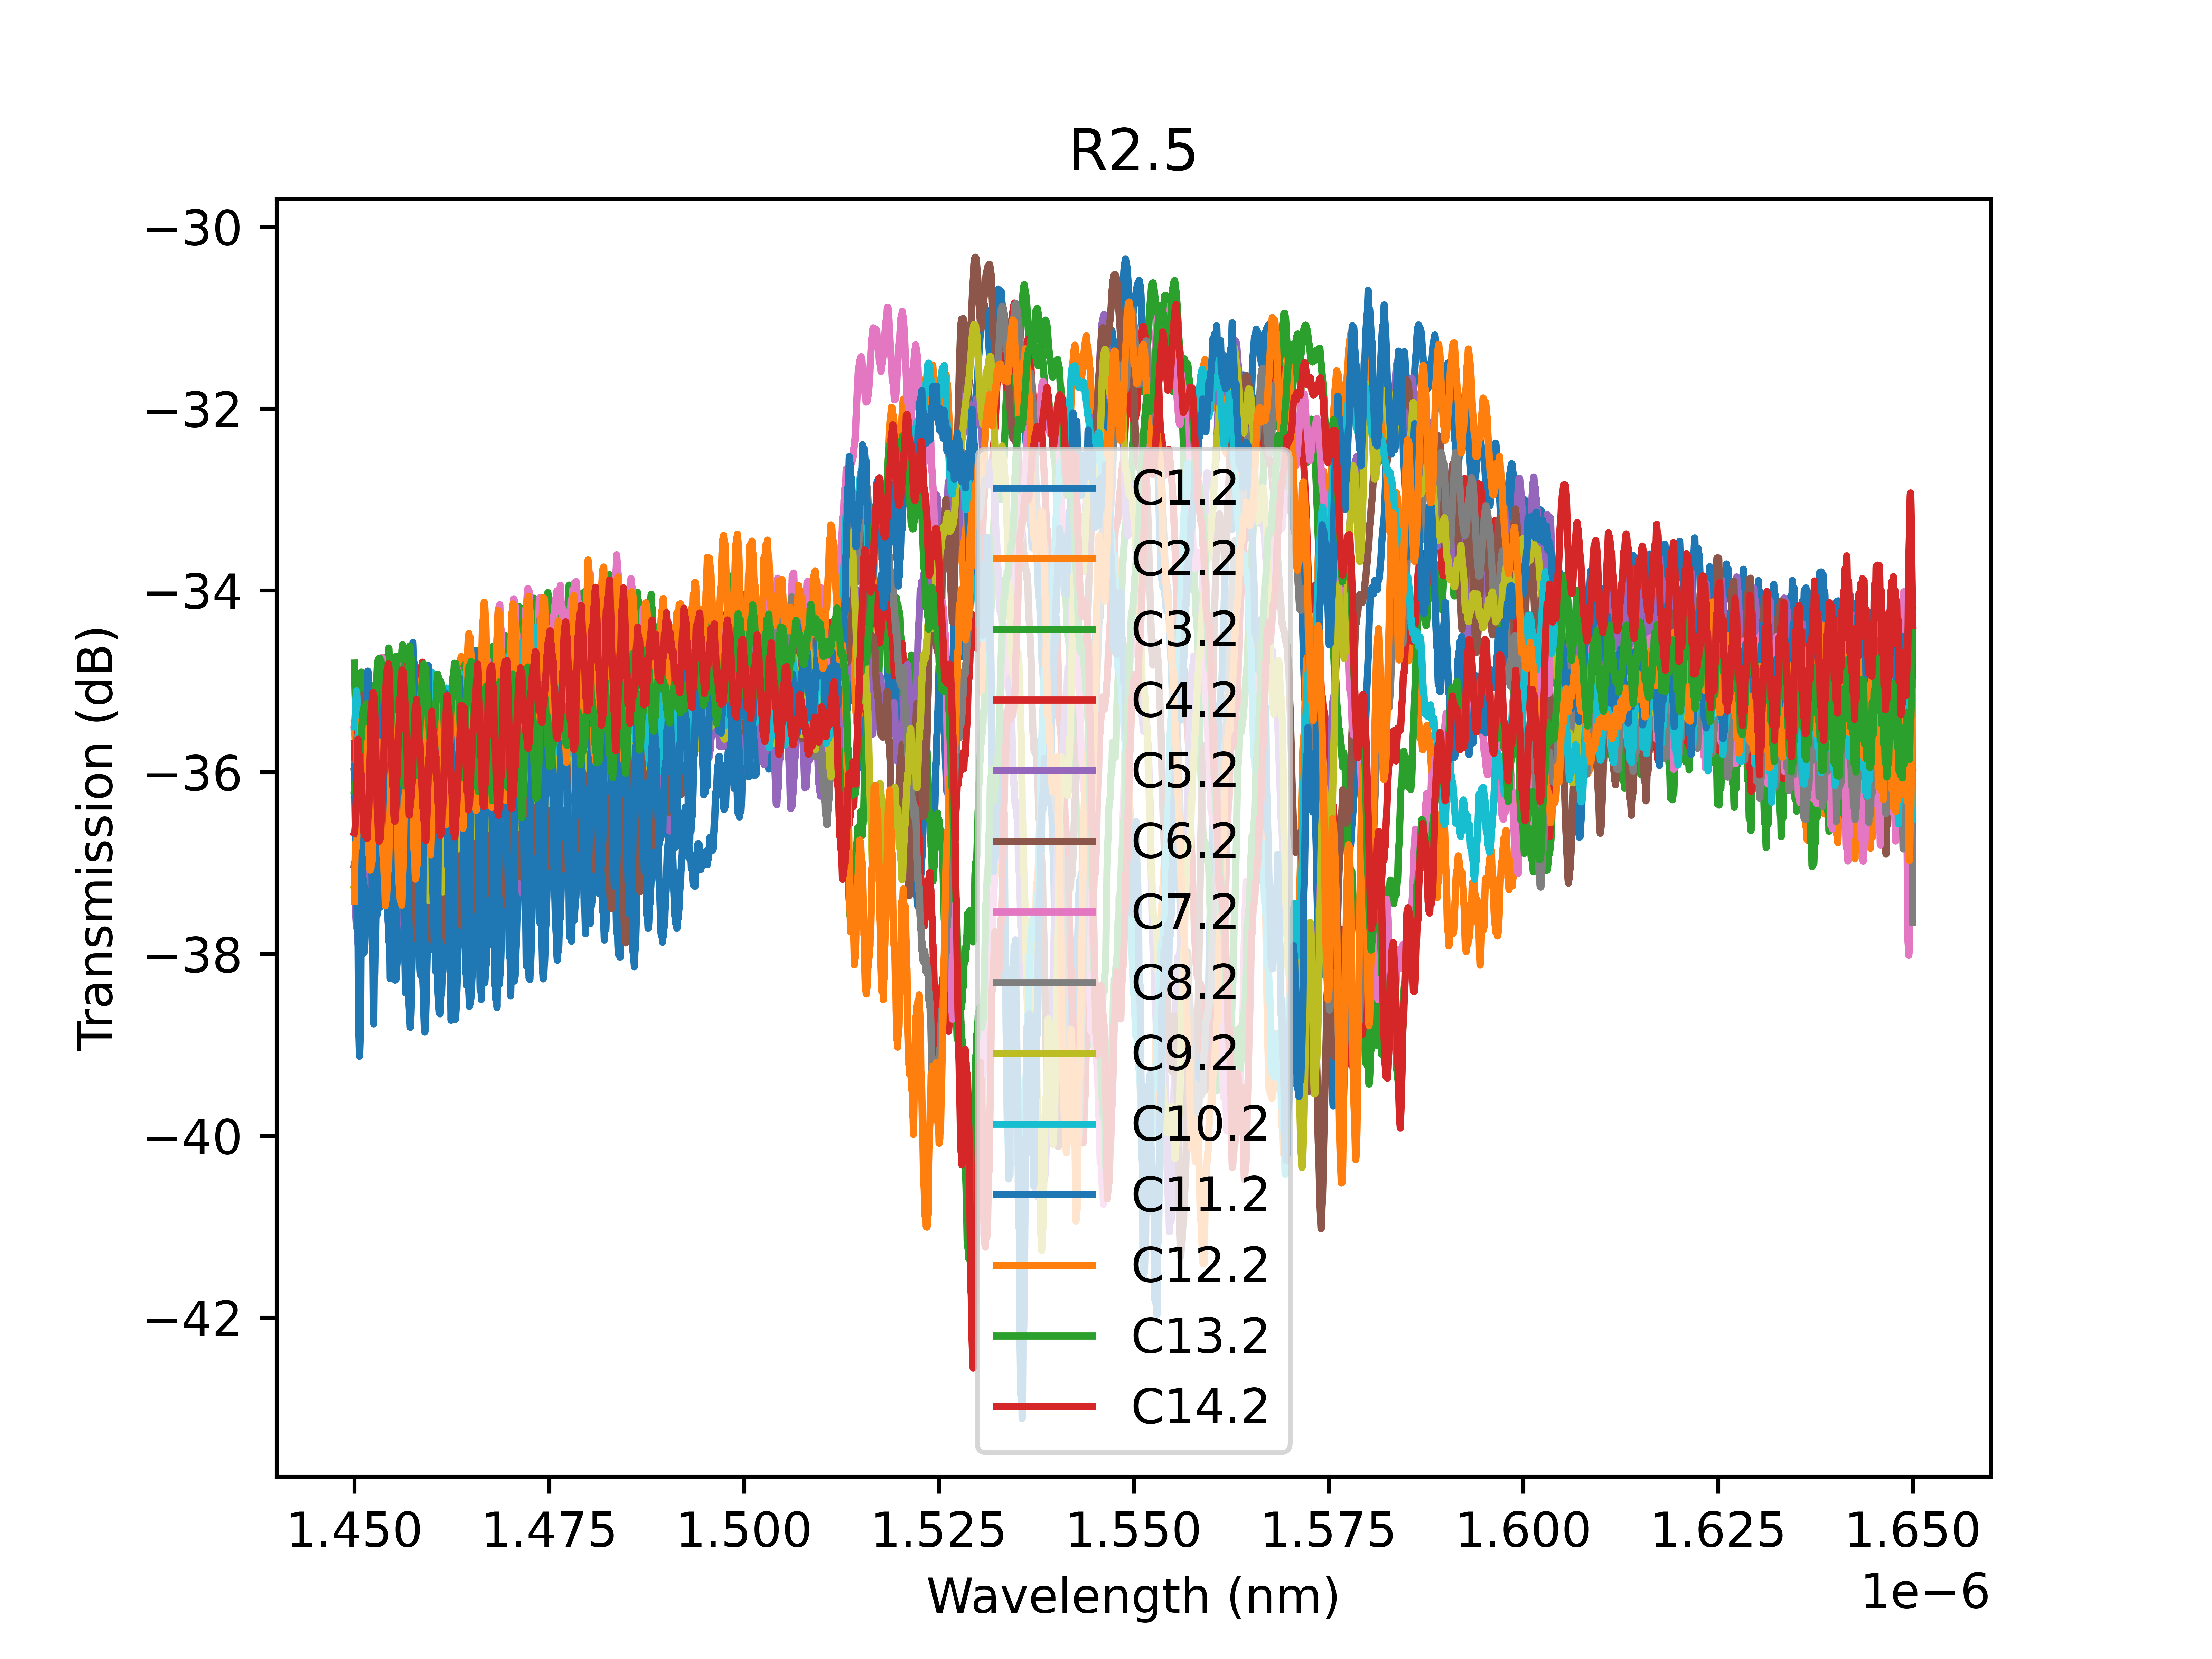 R2.5
−30
−32
−34
−36
−38
−40
−42
Transmission (dB)
C1.2
C2.2
C3.2
C4.2
C5.2
C6.2
C7.2
C8.2
C9.2
C10.2
C11.2
C12.2
C13.2
C14.2
1.450 1.475 1.500 1.525 1.550 1.575 1.600 1.625 1.650
Wavelength (nm)
1e−6